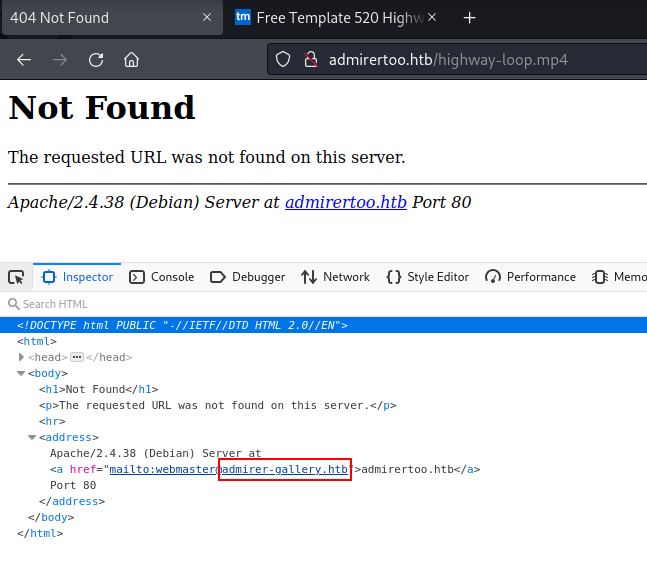 404 Not Found
tm Free Template 520 Highw
admirertoo.htb/highway-loop.mp4
Not Found
The requested URL was not found on this server.
Apache/2.4.38 (Debian) Server at admirertoo.htb Port 80
Inspector Console Debugger Network Style Editor Performance Memo
Search HTML
<!DOCTYPE html PUBLIC "-//IETF//DTD HTML 2.0//EN">
<html>
<head> ••• </head>
<body>
<h1>Not Found</h1>
<p>The requested URL was not found on this server.</p>
<hr>
<address>
Apache/2.4.38 (Debian) Server at
<a href="mailto:webmaster@admirer-gallery.htb">admirertoo.htb</a>
Port 80
</address>
</body>
</html>